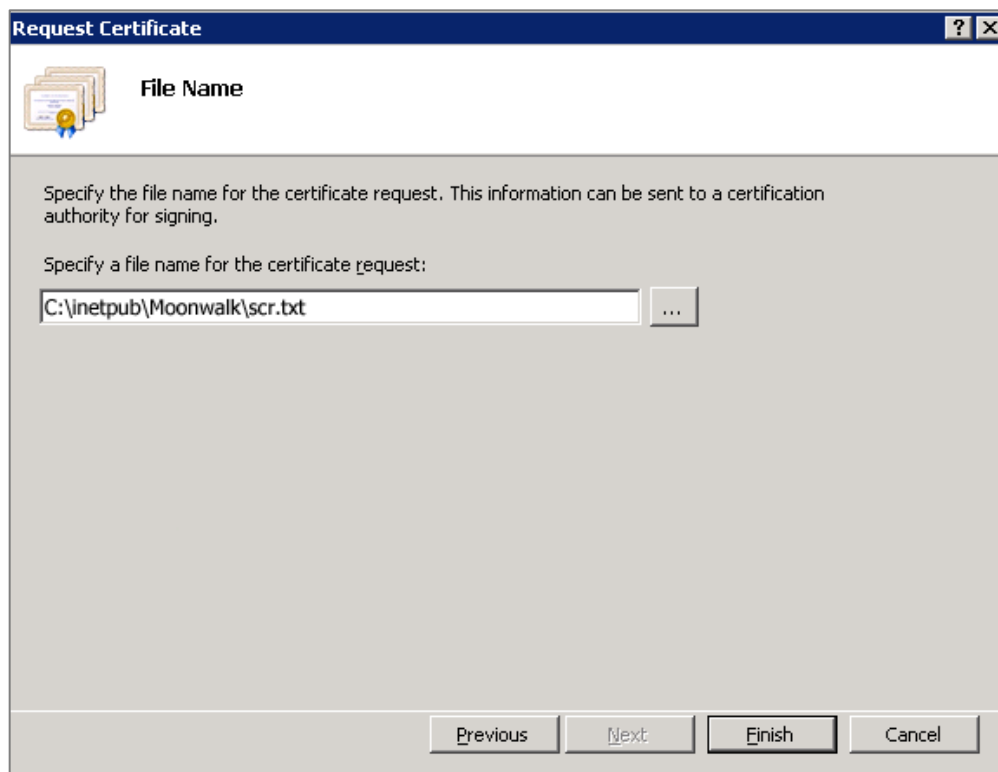 Request Certificate
File Name
Specify the file name for the certificate request. This information can be sent to a certification
authority for signing.
Specify a file name for the certificate request:
C:\inetpub\Moonwalk\scr.txt
...
Previous
Next
Finish
Cancel